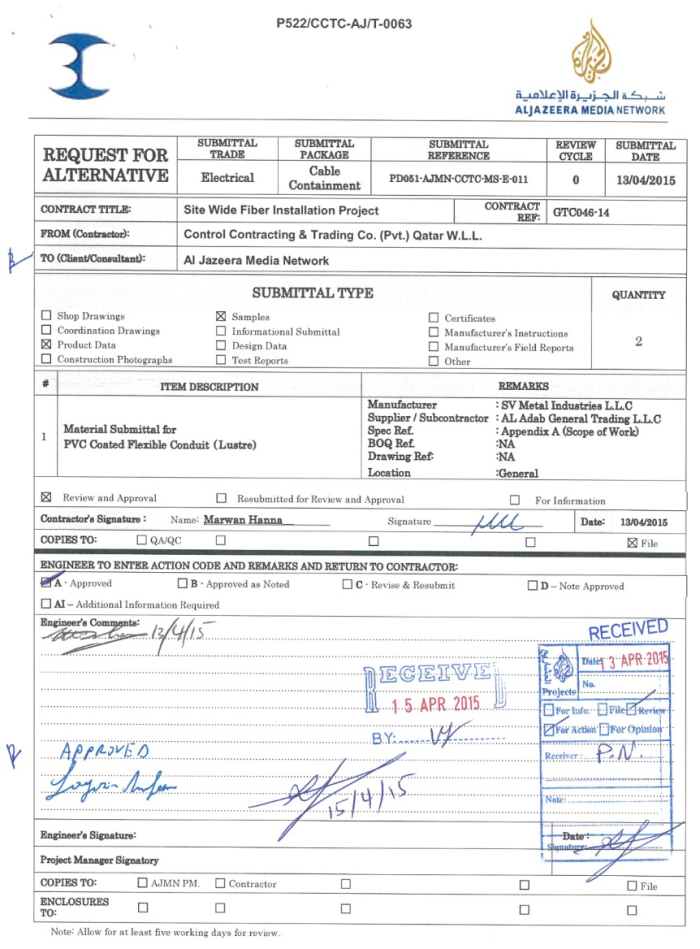 P522/CCTC-AJ/T-0063
شبكة الجزيرة الإعلامية
ALJAZEERA MEDIA NETWORK
REQUEST FOR ALTERNATIVE
SUBMITTAL TRADE
SUBMITTAL PACKAGE
SUBMITTAL REFERENCE
REVIEW CYCLE
SUBMITTAL DATE
Electrical
Cable Containment
PD051-AJMN-CCTC-MS-E-011
0
13/04/2015
CONTRACT TITLE: Site Wide Fiber Installation Project CONTRACT REF: GTC046-14
FROM (Contractor): Control Contracting & Trading Co. (Pvt.) Qatar W.L.L.
TO (Client/Consultant): Al Jazeera Media Network
SUBMITTAL TYPE QUANTITY
☐ Shop Drawings ☒ Samples ☐ Certificates
☐ Coordination Drawings ☐ Informational Submittal ☐ Manufacturer's Instructions
☒ Product Data ☐ Design Data ☐ Manufacturer's Field Reports
☐ Construction Photographs ☐ Test Reports ☐ Other
2
# ITEM DESCRIPTION REMARKS
1 Material Submittal for
PVC Coated Flexible Conduit (Lustre)
Manufacturer : SV Metal Industries L.L.C
Supplier / Subcontractor : AL Adab General Trading L.L.C
Spec Ref. : Appendix A (Scope of Work)
BOQ Ref. :NA
Drawing Ref: :NA
Location :General
☒ Review and Approval ☐ Resubmitted for Review and Approval ☐ For Information
Contractor's Signature : Name: Marwan Hanna Signature Date: 13/04/2015
COPIES TO: ☐ QA/QC ☐ ☐ ☐ ☒ File
ENGINEER TO ENTER ACTION CODE AND REMARKS AND RETURN TO CONTRACTOR:
☒ A - Approved ☐ B - Approved as Noted ☐ C - Revise & Resubmit ☐ D – Note Approved
☐ AI – Additional Information Required
Engineer's Comments:
13/4/15
RECEIVED
Date: 13 APR 2015
No.
Projects
☐ For Info. ☐ File ☑ Review
☑ For Action ☐ For Opinion
Receiver: P.N.
Note:
Date:
Signature:
RECEIVED
15 APR 2015
BY:
APPROVED
15/4/15
Engineer's Signature:
Project Manager Signatory
COPIES TO: ☐ AJMN PM. ☐ Contractor ☐ ☐ ☐ File
ENCLOSURES TO: ☐ ☐ ☐ ☐ ☐
Note: Allow for at least five working days for review.